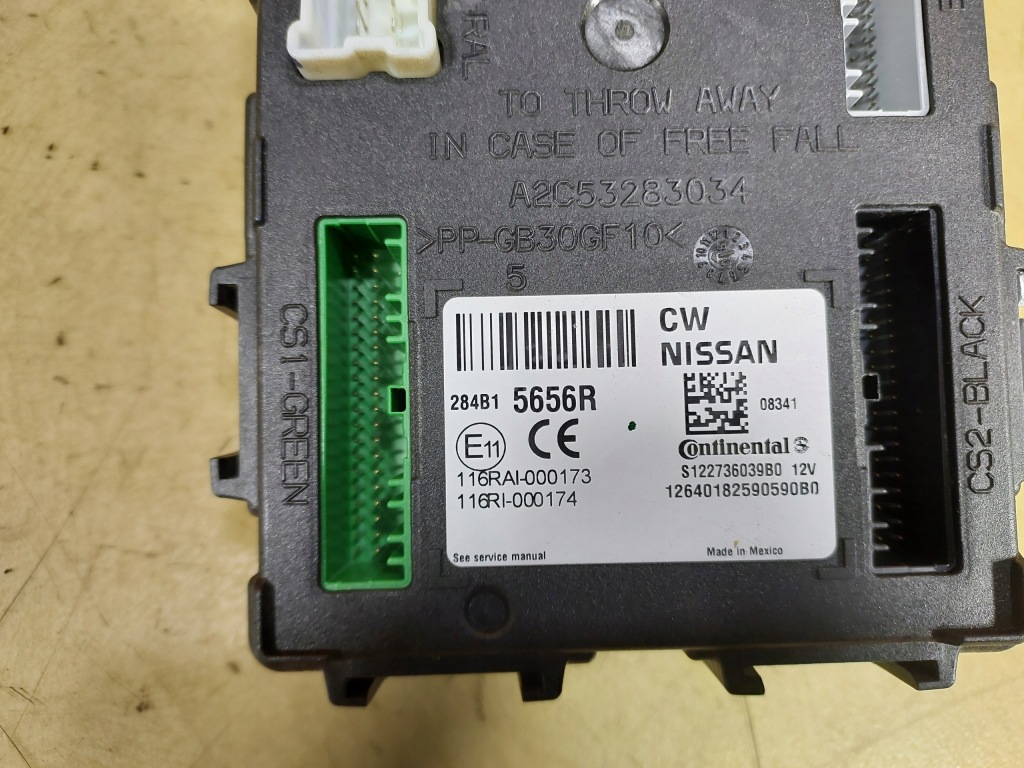 RAL
TO THROW AWAY
IN CASE OF FREE FALL
A2C53283034
>PP-GB30GF10<
5
CS1-GREEN
CS2-BLACK
CW
NISSAN
284B1 5656R
08341
E11 CE
Continental
116RAI-000173
S122736039B0 12V
116RI-000174
12640182590590B0
See service manual
Made in Mexico